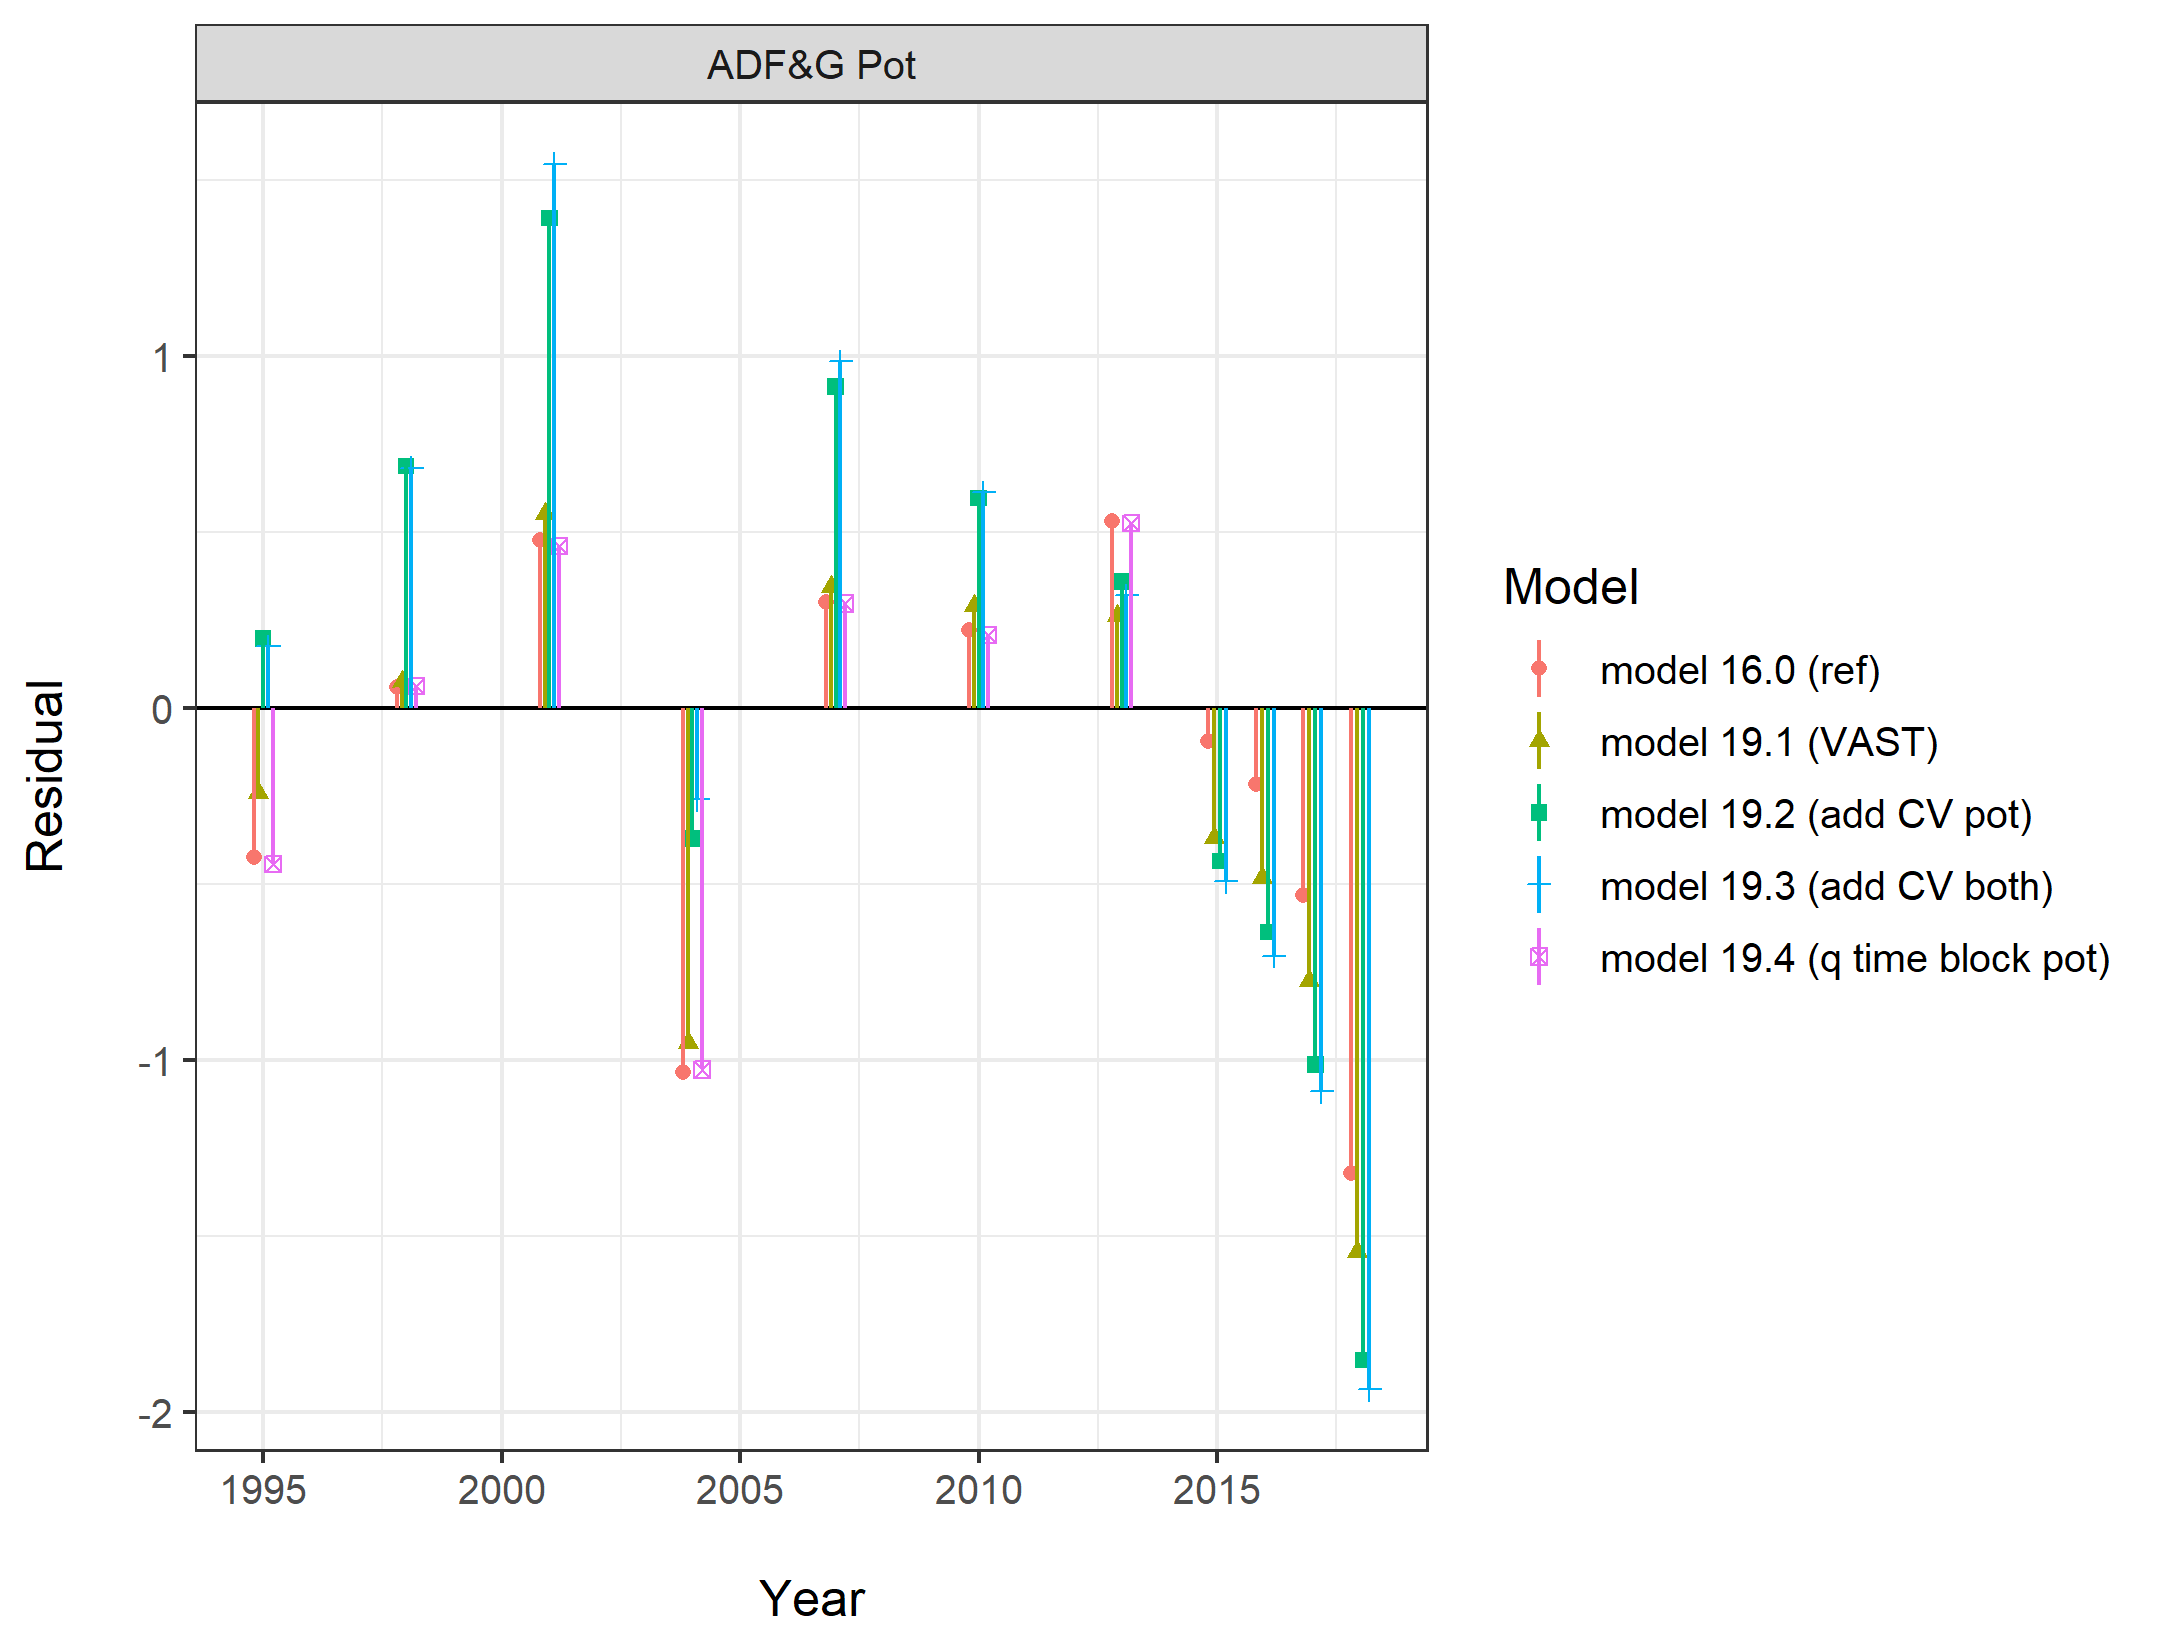 ADF&G Pot
Residual
1
0
-1
-2
1995 2000 2005 2010 2015
Year
Model
model 16.0 (ref)
model 19.1 (VAST)
model 19.2 (add CV pot)
model 19.3 (add CV both)
model 19.4 (q time block pot)